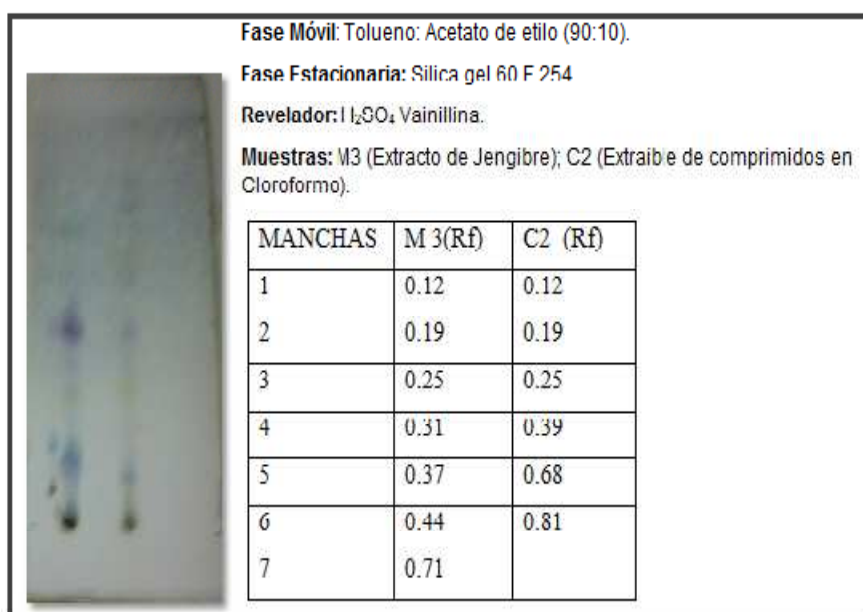 Fase Móvil: Tolueno: Acetato de etilo (90:10).
Fase Estacionaria: Silica gel 60 F 254
Revelador: H₂SO₄ Vainillina.
Muestras: M3 (Extracto de Jengibre); C2 (Extraible de comprimidos en
Cloroformo).
MANCHAS M 3(Rf) C2 (Rf)
1 0.12 0.12
2 0.19 0.19
3 0.25 0.25
4 0.31 0.39
5 0.37 0.68
6 0.44 0.81
7 0.71